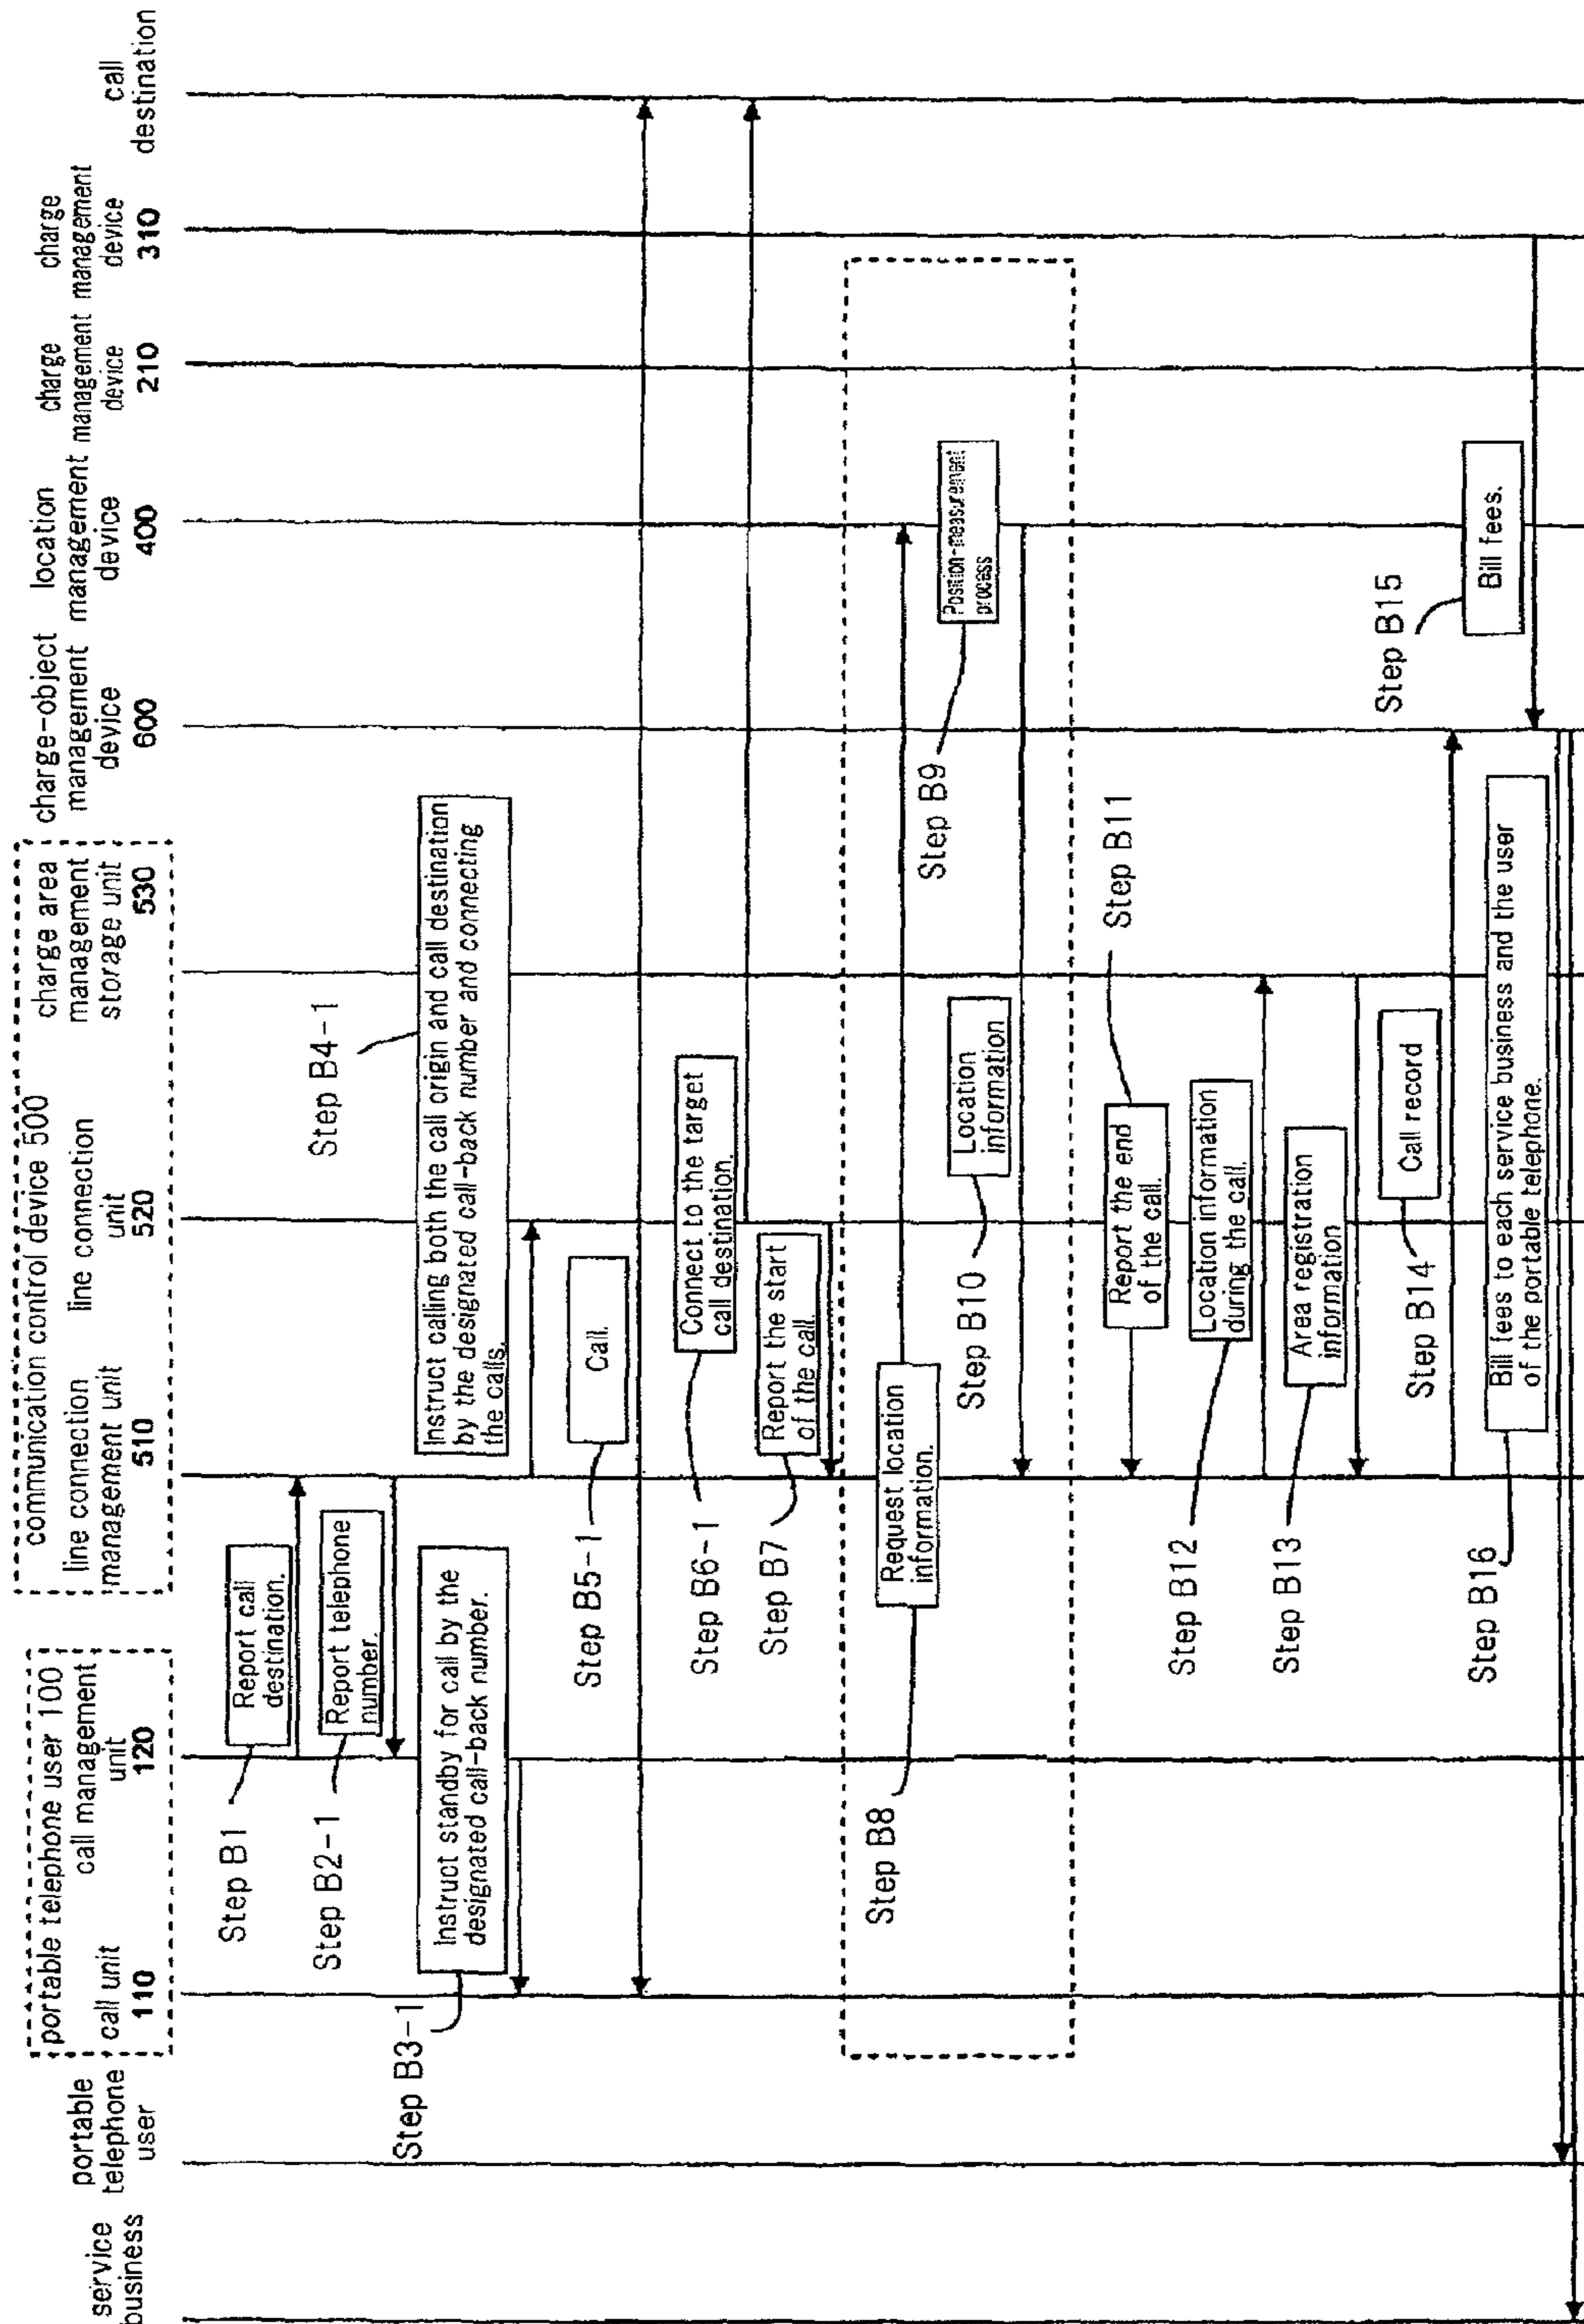 service
business
portable
telephone
user
portable telephone user 100
call unit
110
call management
unit
120
communication control device 500
line connection
management unit
510
line connection
unit
520
charge area
management
storage unit
530
charge-object
management
device
600
location
management
device
400
charge
management
device
210
charge
management
device
310
call
destination
Step B1
Report call
destination.
Step B2-1
Report telephone
number.
Step B3-1
Instruct standby for call by the
designated call-back number.
Step B4-1
Instruct calling both the call origin and call destination
by the designated call-back number and connecting
the calls.
Step B5-1
Call.
Step B6-1
Connect to the target
call destination.
Step B7
Report the start
of the call.
Step B8
Request location
information.
Step B9
Position-measurement
process
Step B10
Location
information
Step B11
Report the end
of the call.
Step B12
Location information
during the call.
Step B13
Area registration
information
Step B14
Call record
Step B15
Bill fees.
Step B16
Bill fees to each service business and the user
of the portable telephone.